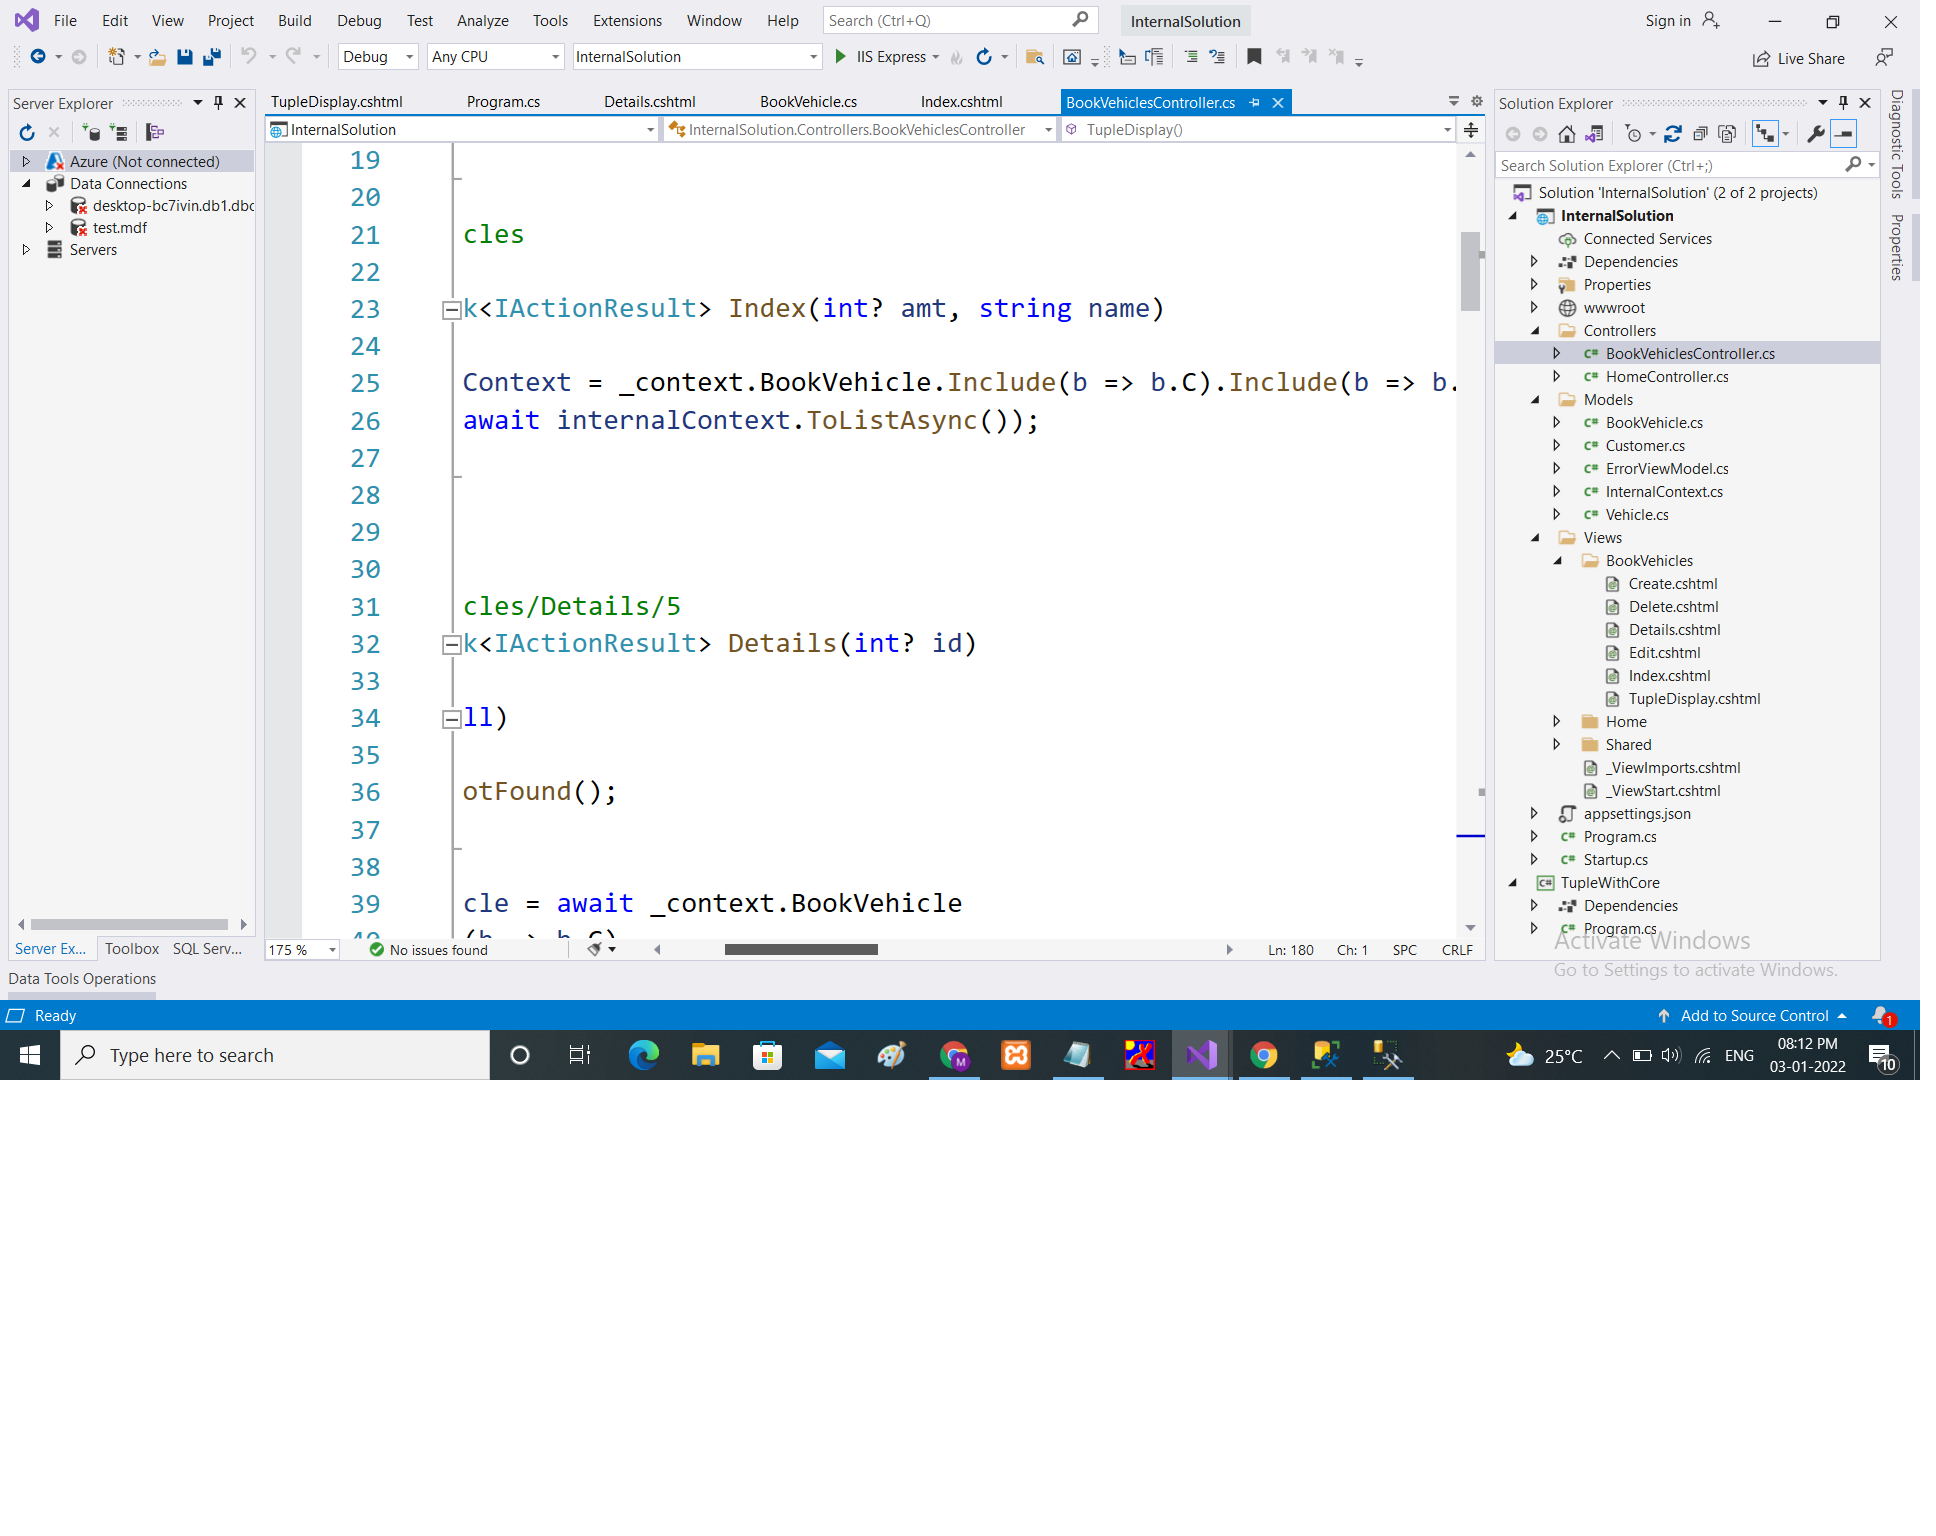 File Edit View Project Build Debug Test Analyze Tools Extensions Window Help Search (Ctrl+Q) InternalSolution Sign in
Debug Any CPU InternalSolution IIS Express Live Share
Server Explorer
Azure (Not connected)
Data Connections
desktop-bc7ivin.db1.dbo
test.mdf
Servers
TupleDisplay.cshtml Program.cs Details.cshtml BookVehicle.cs Index.cshtml BookVehiclesController.cs
InternalSolution InternalSolution.Controllers.BookVehiclesController TupleDisplay()
19
20
21 cles
22
23 k<IActionResult> Index(int? amt, string name)
24
25 Context = _context.BookVehicle.Include(b => b.C).Include(b => b.
26 await internalContext.ToListAsync());
27
28
29
30
31 cles/Details/5
32 k<IActionResult> Details(int? id)
33
34 ll)
35
36 otFound();
37
38
39 cle = await _context.BookVehicle
40 (b => b.C)
175 % No issues found Ln: 180 Ch: 1 SPC CRLF
Server Ex... Toolbox SQL Serv...
Data Tools Operations
Solution Explorer
Search Solution Explorer (Ctrl+;)
Solution 'InternalSolution' (2 of 2 projects)
InternalSolution
Connected Services
Dependencies
Properties
wwwroot
Controllers
C# BookVehiclesController.cs
C# HomeController.cs
Models
C# BookVehicle.cs
C# Customer.cs
C# ErrorViewModel.cs
C# InternalContext.cs
C# Vehicle.cs
Views
BookVehicles
Create.cshtml
Delete.cshtml
Details.cshtml
Edit.cshtml
Index.cshtml
TupleDisplay.cshtml
Home
Shared
_ViewImports.cshtml
_ViewStart.cshtml
appsettings.json
C# Program.cs
C# Startup.cs
C# TupleWithCore
Dependencies
C# Program.cs
Diagnostic Tools
Properties
Activate Windows
Go to Settings to activate Windows.
Ready Add to Source Control 1
Type here to search M 25°C ENG 08:12 PM
03-01-2022 10